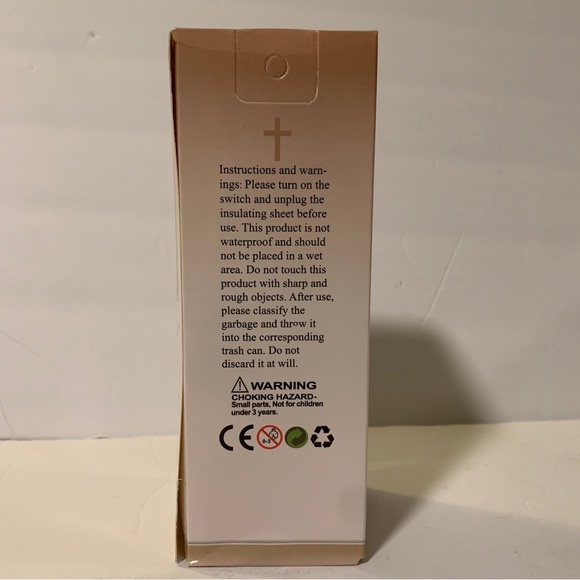 Instructions and warn-
ings: Please turn on the
switch and unplug the
insulating sheet before
use. This product is not
waterproof and should
not be placed in a wet
area. Do not touch this
product with sharp and
rough objects. After use,
please classify the
garbage and throw it
into the corresponding
trash can. Do not
discard it at will.
WARNING
CHOKING HAZARD-
Small parts, Not for children
under 3 years.
CE 0-3